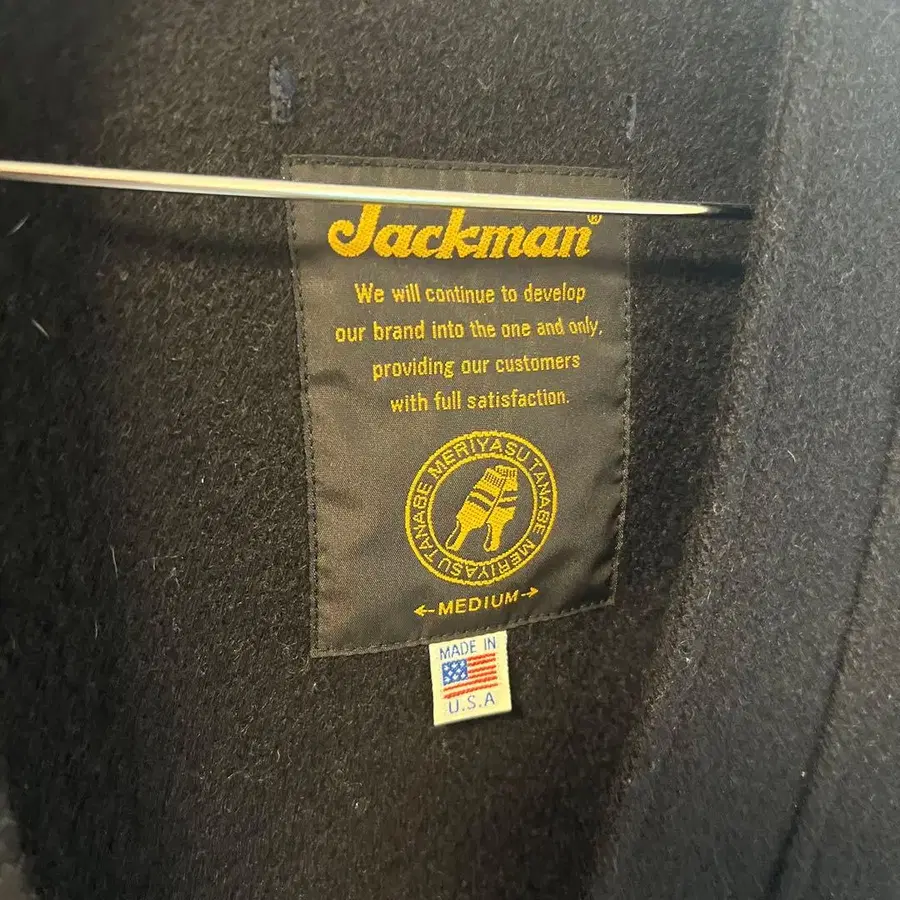 Jackman®
We will continue to develop
our brand into the one and only,
providing our customers
with full satisfaction.
MERIYASU TANABE MERIYASU TANABE
←MEDIUM→
MADE IN
U.S.A